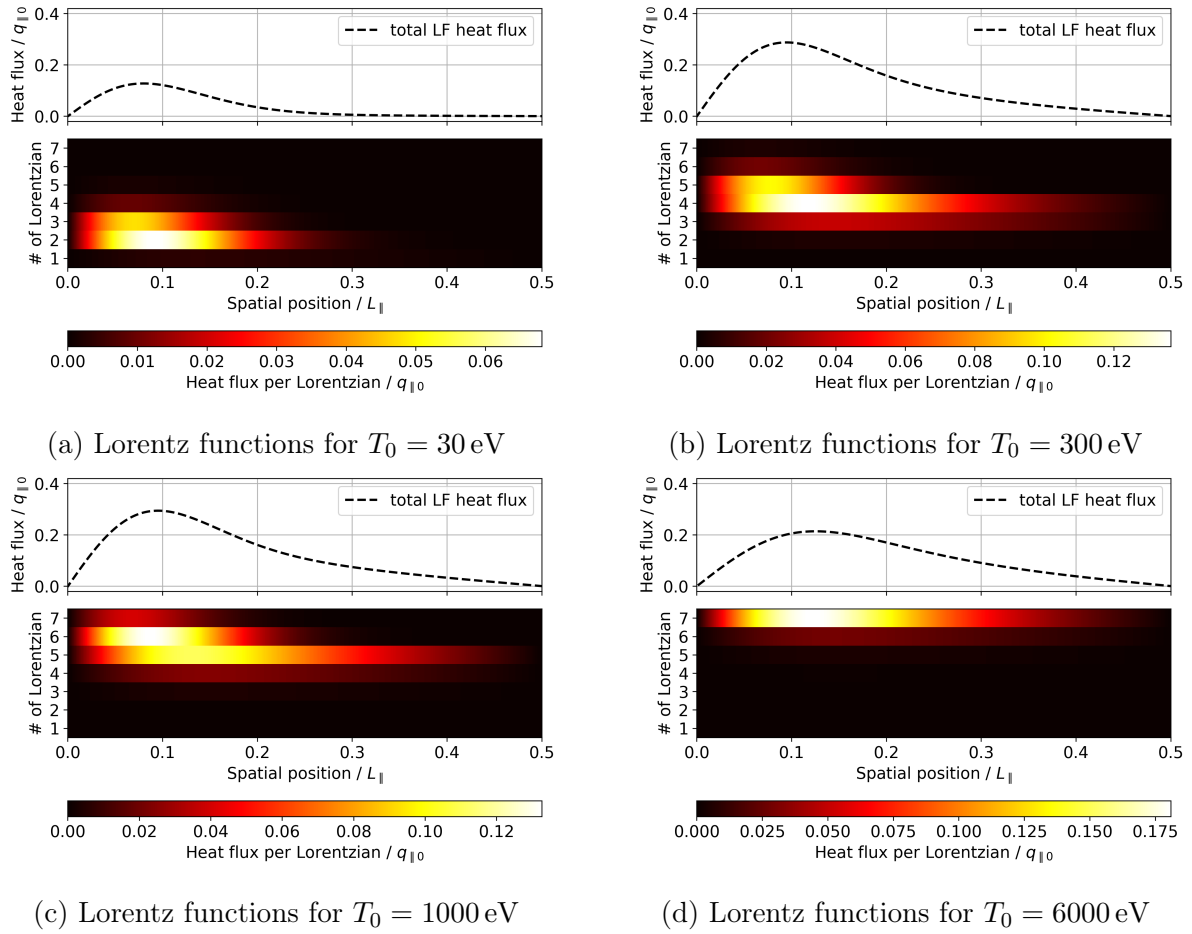 Heat flux / q∥0
0.4
0.2
0.0
total LF heat flux
# of Lorentzian
7
6
5
4
3
2
1
0.0 0.1 0.2 0.3 0.4 0.5
Spatial position / L∥
0.00 0.01 0.02 0.03 0.04 0.05 0.06
Heat flux per Lorentzian / q∥0
(a) Lorentz functions for T0 = 30 eV
Heat flux / q∥0
0.4
0.2
0.0
total LF heat flux
# of Lorentzian
7
6
5
4
3
2
1
0.0 0.1 0.2 0.3 0.4 0.5
Spatial position / L∥
0.00 0.02 0.04 0.06 0.08 0.10 0.12
Heat flux per Lorentzian / q∥0
(b) Lorentz functions for T0 = 300 eV
Heat flux / q∥0
0.4
0.2
0.0
total LF heat flux
# of Lorentzian
7
6
5
4
3
2
1
0.0 0.1 0.2 0.3 0.4 0.5
Spatial position / L∥
0.00 0.02 0.04 0.06 0.08 0.10 0.12
Heat flux per Lorentzian / q∥0
(c) Lorentz functions for T0 = 1000 eV
Heat flux / q∥0
0.4
0.2
0.0
total LF heat flux
# of Lorentzian
7
6
5
4
3
2
1
0.0 0.1 0.2 0.3 0.4 0.5
Spatial position / L∥
0.000 0.025 0.050 0.075 0.100 0.125 0.150 0.175
Heat flux per Lorentzian / q∥0
(d) Lorentz functions for T0 = 6000 eV